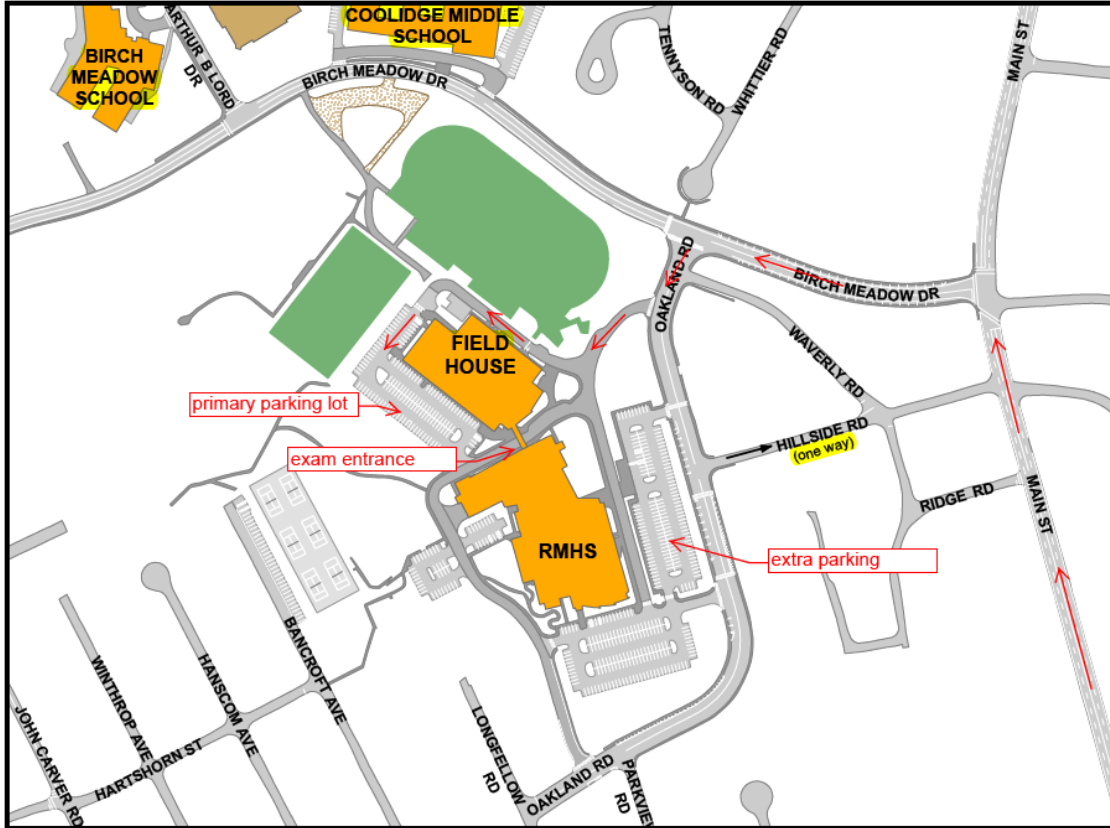 COOLIDGE MIDDLE
SCHOOL
ARTHUR B LORD
DR
BIRCH
MEADOW
SCHOOL
BIRCH MEADOW DR
TENNYSON RD
WHITTIER RD
MAIN ST
OAKLAND RD
BIRCH MEADOW DR
FIELD
HOUSE
WAVERLY RD
primary parking lot
exam entrance
HILLSIDE RD
(one way)
RIDGE RD
MAIN ST
RMHS
extra parking
BANCROFT AVE
HANSCOM AVE
WINTHROP AVE
JOHN CARVER RD
HARTSHORN ST
LONGFELLOW
RD
OAKLAND RD
PARKVIEW
RD